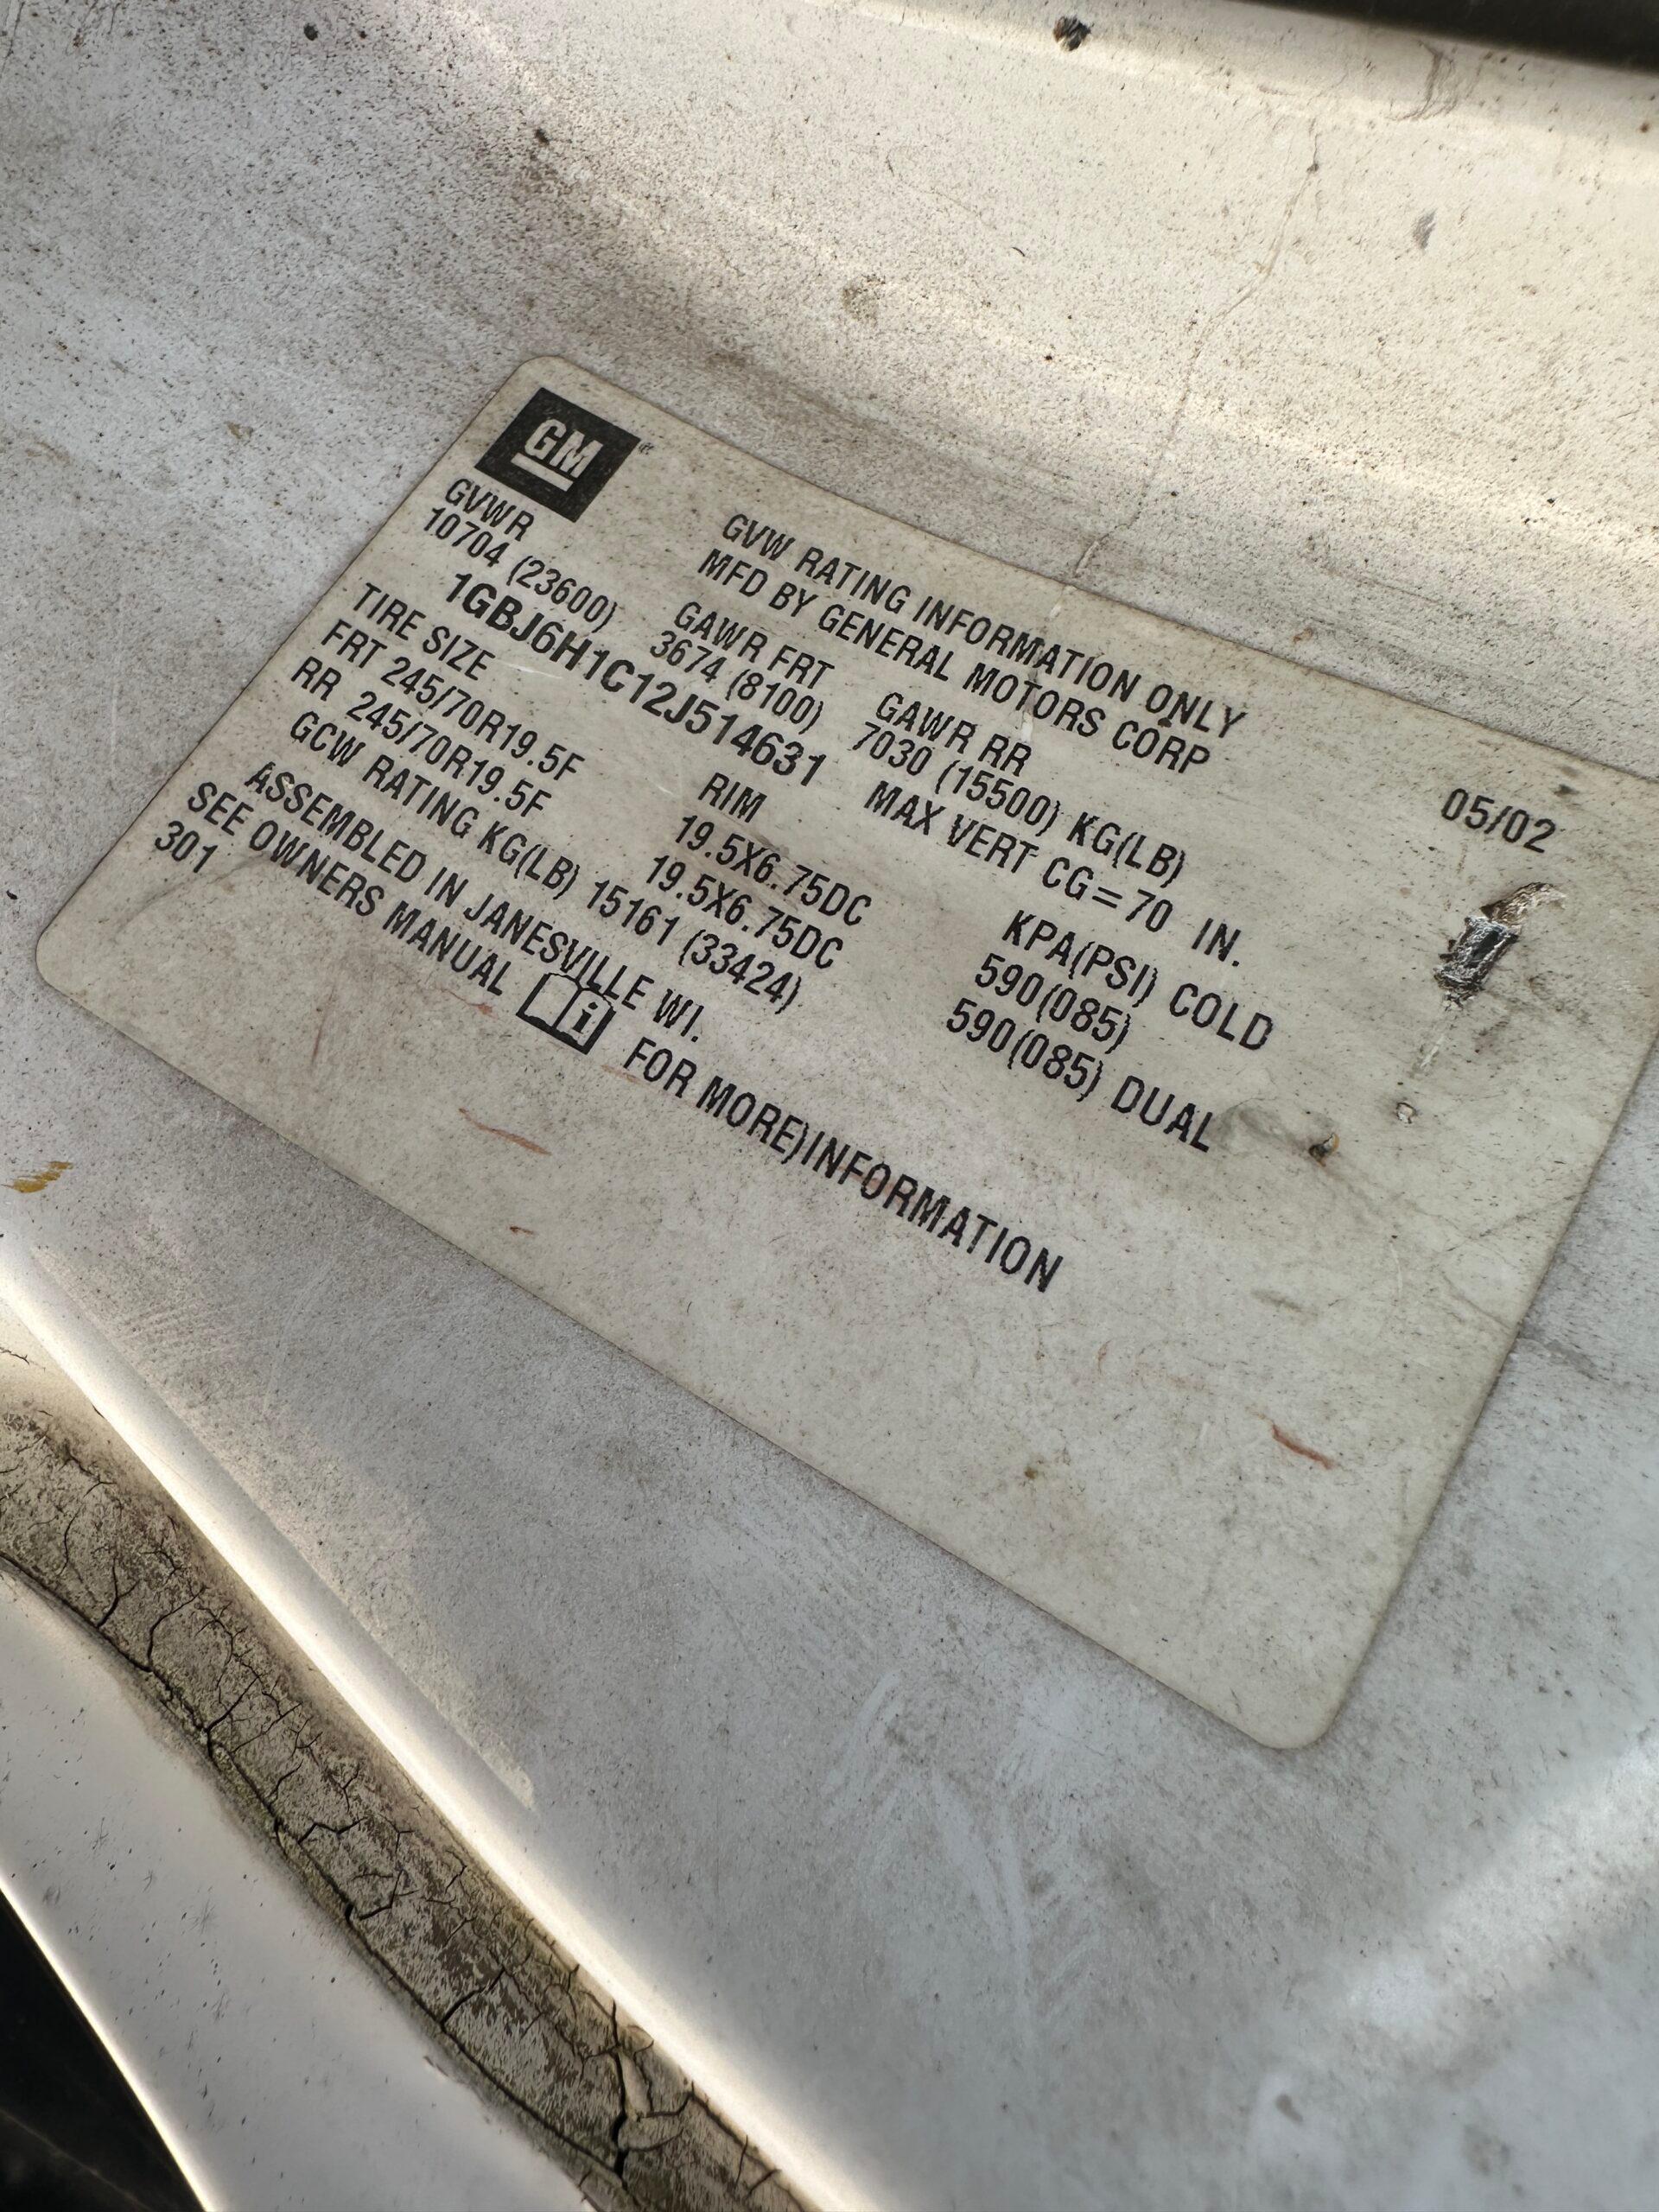 GM
GVW RATING INFORMATION ONLY
MFD BY GENERAL MOTORS CORP
05/02
GVWR GAWR FRT GAWR RR
10704 (23600) 3674 (8100) 7030 (15500) KG(LB)
1GBJ6H1C12J514631 MAX VERT CG=70 IN.
TIRE SIZE RIM KPA(PSI) COLD
FRT 245/70R19.5F 19.5X6.75DC 590(085)
RR 245/70R19.5F 19.5X6.75DC 590(085) DUAL
GCW RATING KG(LB) 15161 (33424)
ASSEMBLED IN JANESVILLE WI.
SEE OWNERS MANUAL i FOR MORE)INFORMATION
301